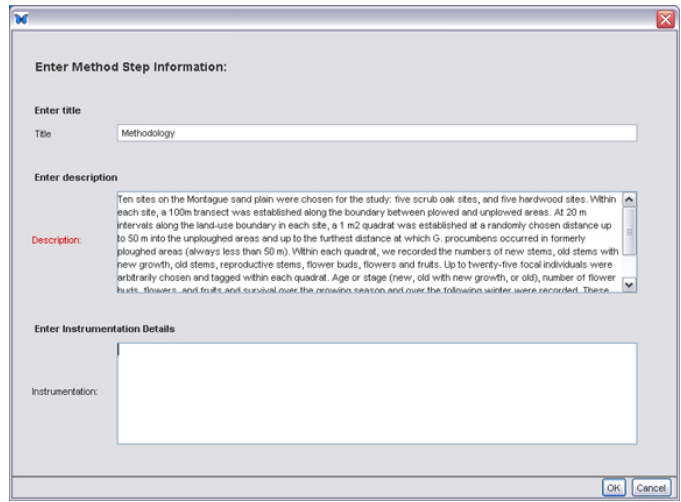 Enter Method Step Information:
Enter title
Title
Methodology
Enter description
Description:
Ten sites on the Montague sand plain were chosen for the study: five scrub oak sites, and five hardwood sites. Within
each site, a 100m transect was established along the boundary between plowed and unplowed areas. At 20 m
intervals along the land-use boundary in each site, a 1 m2 quadrat was established at a randomly chosen distance up
to 50 m into the unploughed areas and up to the furthest distance at which G. procumbens occurred in formerly
ploughed areas (always less than 50 m). Within each quadrat, we recorded the numbers of new stems, old stems with
new growth, old stems, reproductive stems, flower buds, flowers and fruits. Up to twenty-five focal individuals were
arbitrarily chosen and tagged within each quadrat. Age or stage (new, old with new growth, or old), number of flower
buds, flowers, and fruits and survival over the growing season and over the following winter were recorded. These
Enter Instrumentation Details
Instrumentation:
OK Cancel